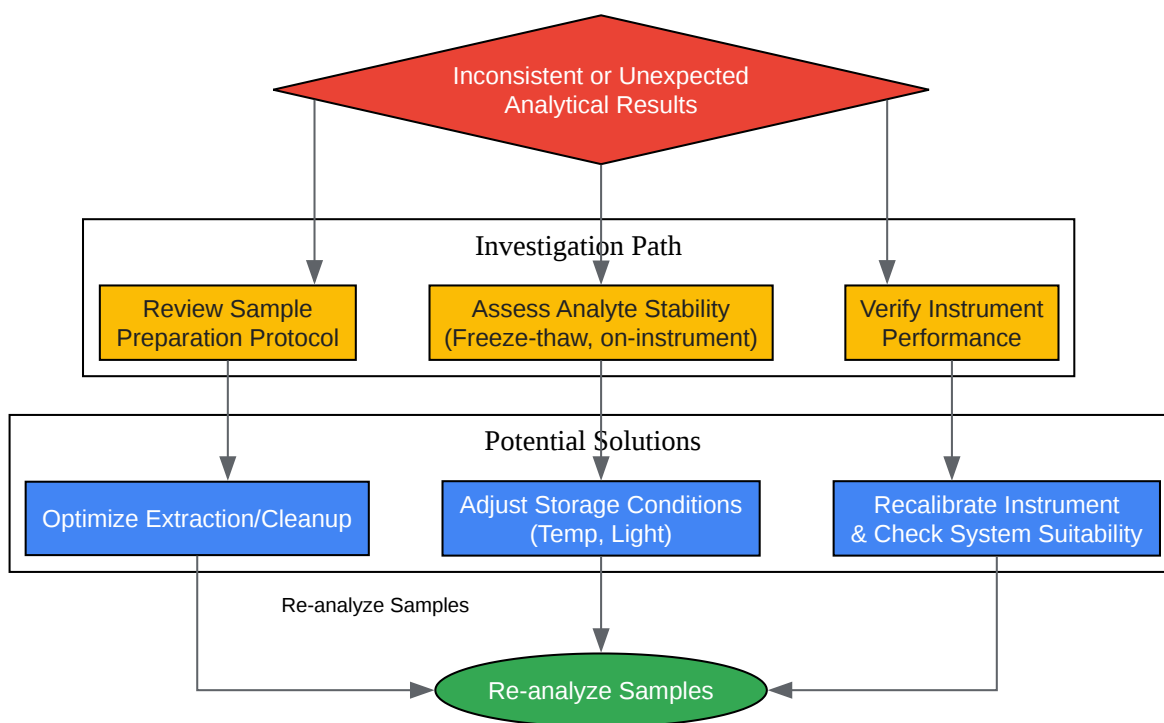 Inconsistent or Unexpected
Analytical Results
Investigation Path
Review Sample
Preparation Protocol
Assess Analyte Stability
(Freeze-thaw, on-instrument)
Verify Instrument
Performance
Potential Solutions
Optimize Extraction/Cleanup
Adjust Storage Conditions
(Temp, Light)
Recalibrate Instrument
& Check System Suitability
Re-analyze Samples
Re-analyze Samples